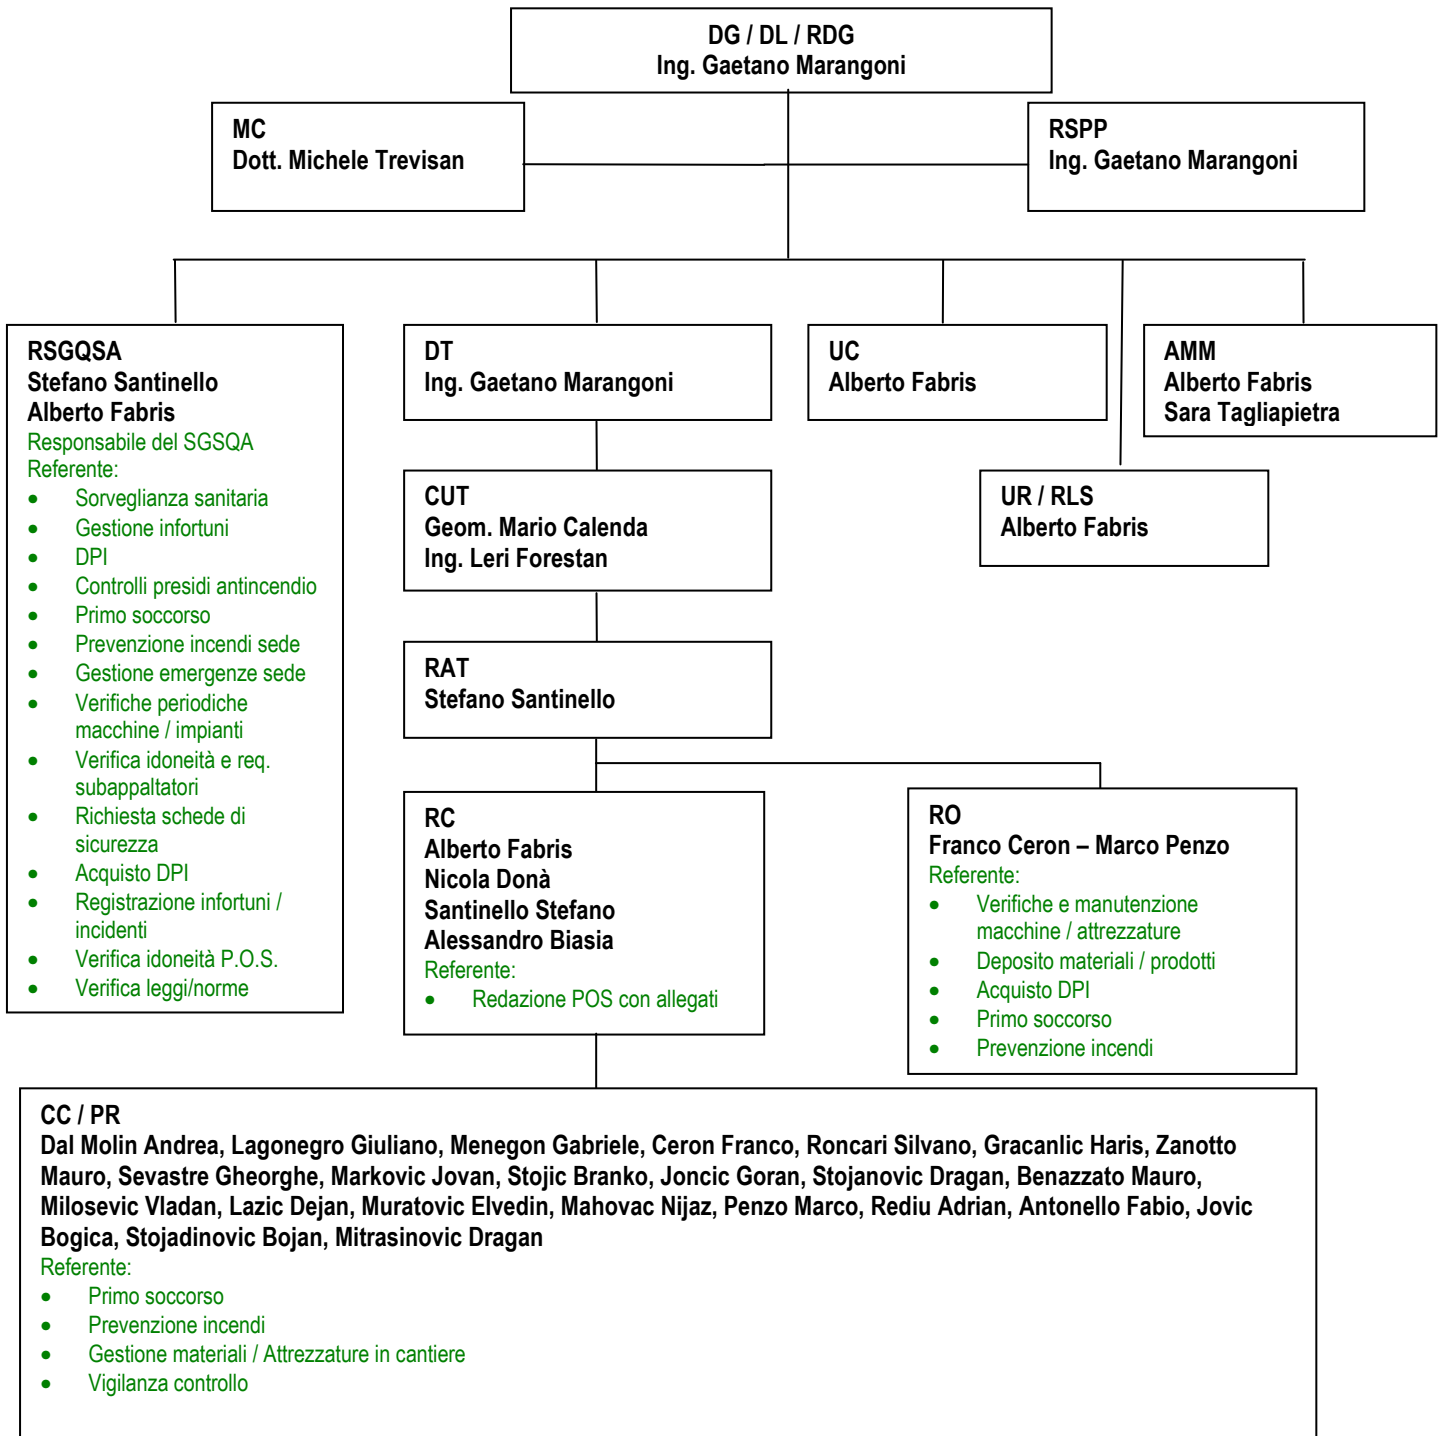 DG / DL / RDG
Ing. Gaetano Marangoni
MC
Dott. Michele Trevisan
RSPP
Ing. Gaetano Marangoni
RSGQSA
Stefano Santinello
Alberto Fabris
Responsabile del SGSQA
Referente:
• Sorveglianza sanitaria
• Gestione infortuni
• DPI
• Controlli presidi antincendio
• Primo soccorso
• Prevenzione incendi sede
• Gestione emergenze sede
• Verifiche periodiche
macchine / impianti
• Verifica idoneità e req.
subappaltatori
• Richiesta schede di
sicurezza
• Acquisto DPI
• Registrazione infortuni /
incidenti
• Verifica idoneità P.O.S.
• Verifica leggi/norme
DT
Ing. Gaetano Marangoni
UC
Alberto Fabris
AMM
Alberto Fabris
Sara Tagliapietra
CUT
Geom. Mario Calenda
Ing. Leri Forestan
UR / RLS
Alberto Fabris
RAT
Stefano Santinello
RC
Alberto Fabris
Nicola Donà
Santinello Stefano
Alessandro Biasia
Referente:
• Redazione POS con allegati
RO
Franco Ceron – Marco Penzo
Referente:
• Verifiche e manutenzione
macchine / attrezzature
• Deposito materiali / prodotti
• Acquisto DPI
• Primo soccorso
• Prevenzione incendi
CC / PR
Dal Molin Andrea, Lagonegro Giuliano, Menegon Gabriele, Ceron Franco, Roncari Silvano, Gracanlic Haris, Zanotto
Mauro, Sevastre Gheorghe, Markovic Jovan, Stojic Branko, Joncic Goran, Stojanovic Dragan, Benazzato Mauro,
Milosevic Vladan, Lazic Dejan, Muratovic Elvedin, Mahovac Nijaz, Penzo Marco, Rediu Adrian, Antonello Fabio, Jovic
Bogica, Stojadinovic Bojan, Mitrasinovic Dragan
Referente:
• Primo soccorso
• Prevenzione incendi
• Gestione materiali / Attrezzature in cantiere
• Vigilanza controllo